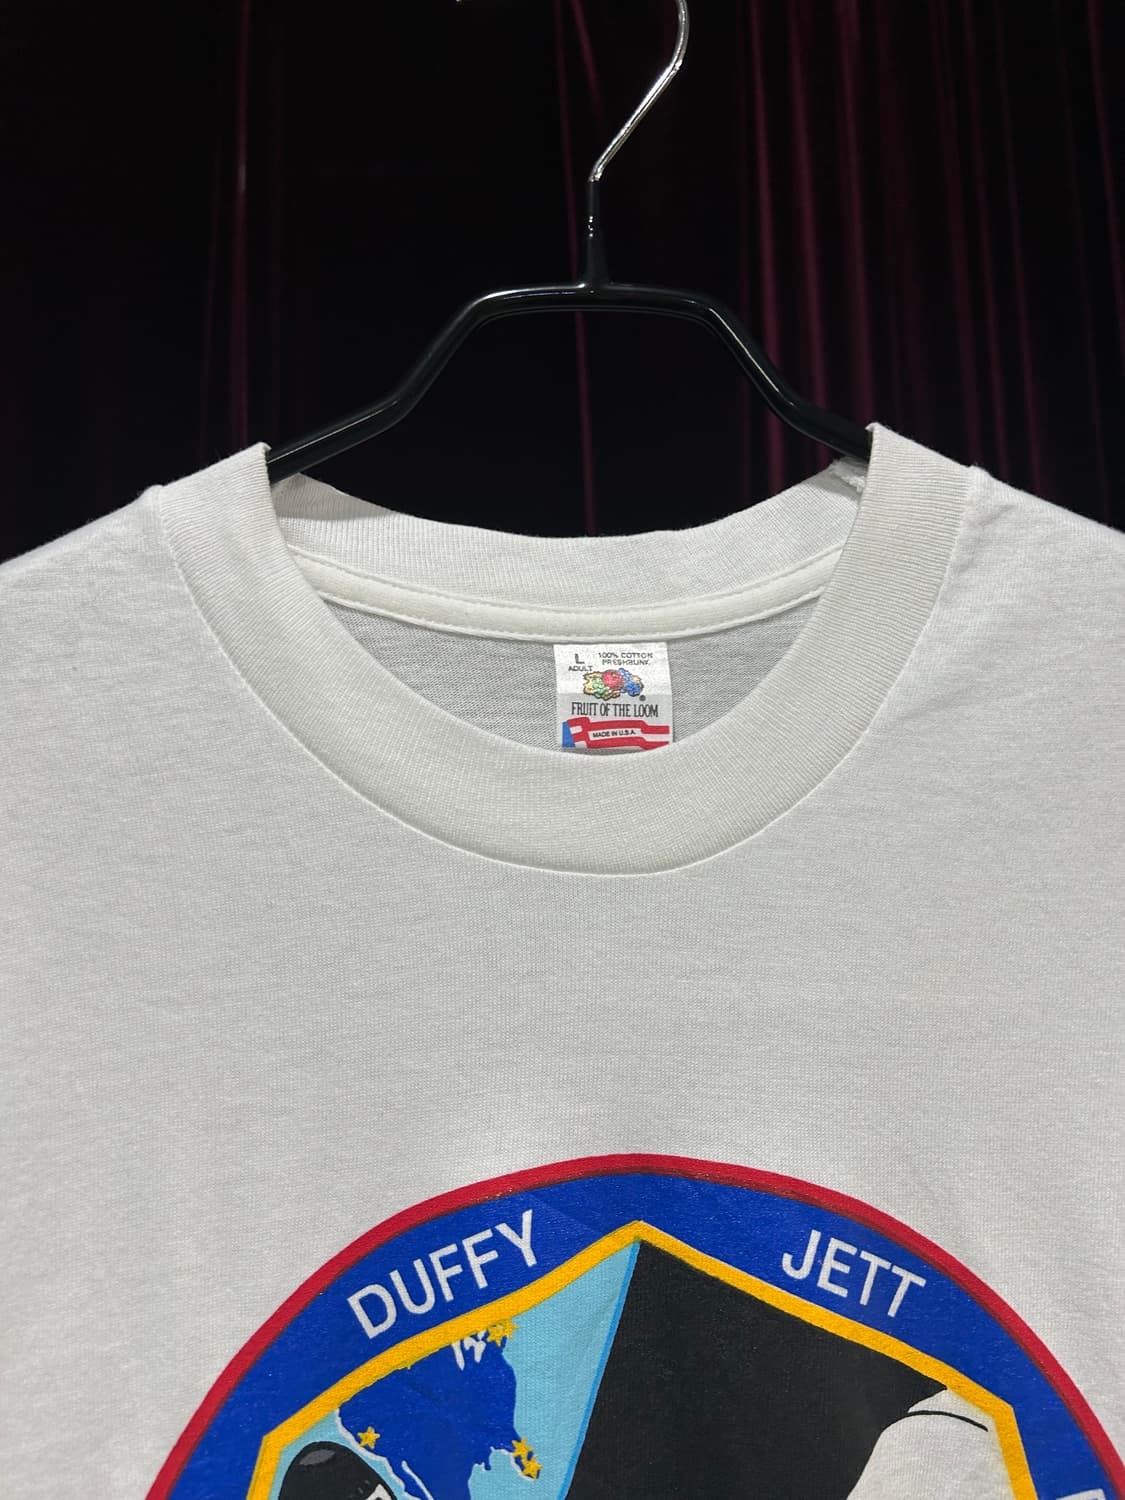 L
ADULT
100% COTTON
PRESHRUNK
FRUIT OF THE LOOM
®
MADE IN U.S.A.
DUFFY
JETT